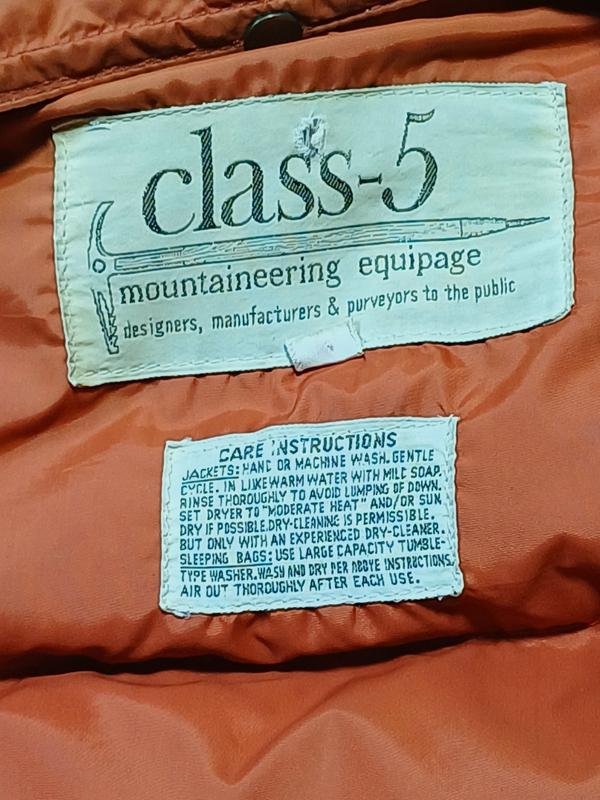 class-5
mountaineering equipage
designers, manufacturers & purveyors to the public
CARE INSTRUCTIONS
JACKETS: HAND OR MACHINE WASH. GENTLE
CYCLE. IN LUKEWARM WATER WITH MILD SOAP.
RINSE THOROUGHLY TO AVOID LUMPING OF DOWN.
SET DRYER TO "MODERATE HEAT" AND/OR SUN
DRY IF POSSIBLE. DRY-CLEANING IS PERMISSIBLE.
BUT ONLY WITH AN EXPERIENCED DRY-CLEANER.
SLEEPING BAGS: USE LARGE CAPACITY TUMBLE-
TYPE WASHER. WASH AND DRY PER ABOVE INSTRUCTIONS.
AIR OUT THOROUGHLY AFTER EACH USE.